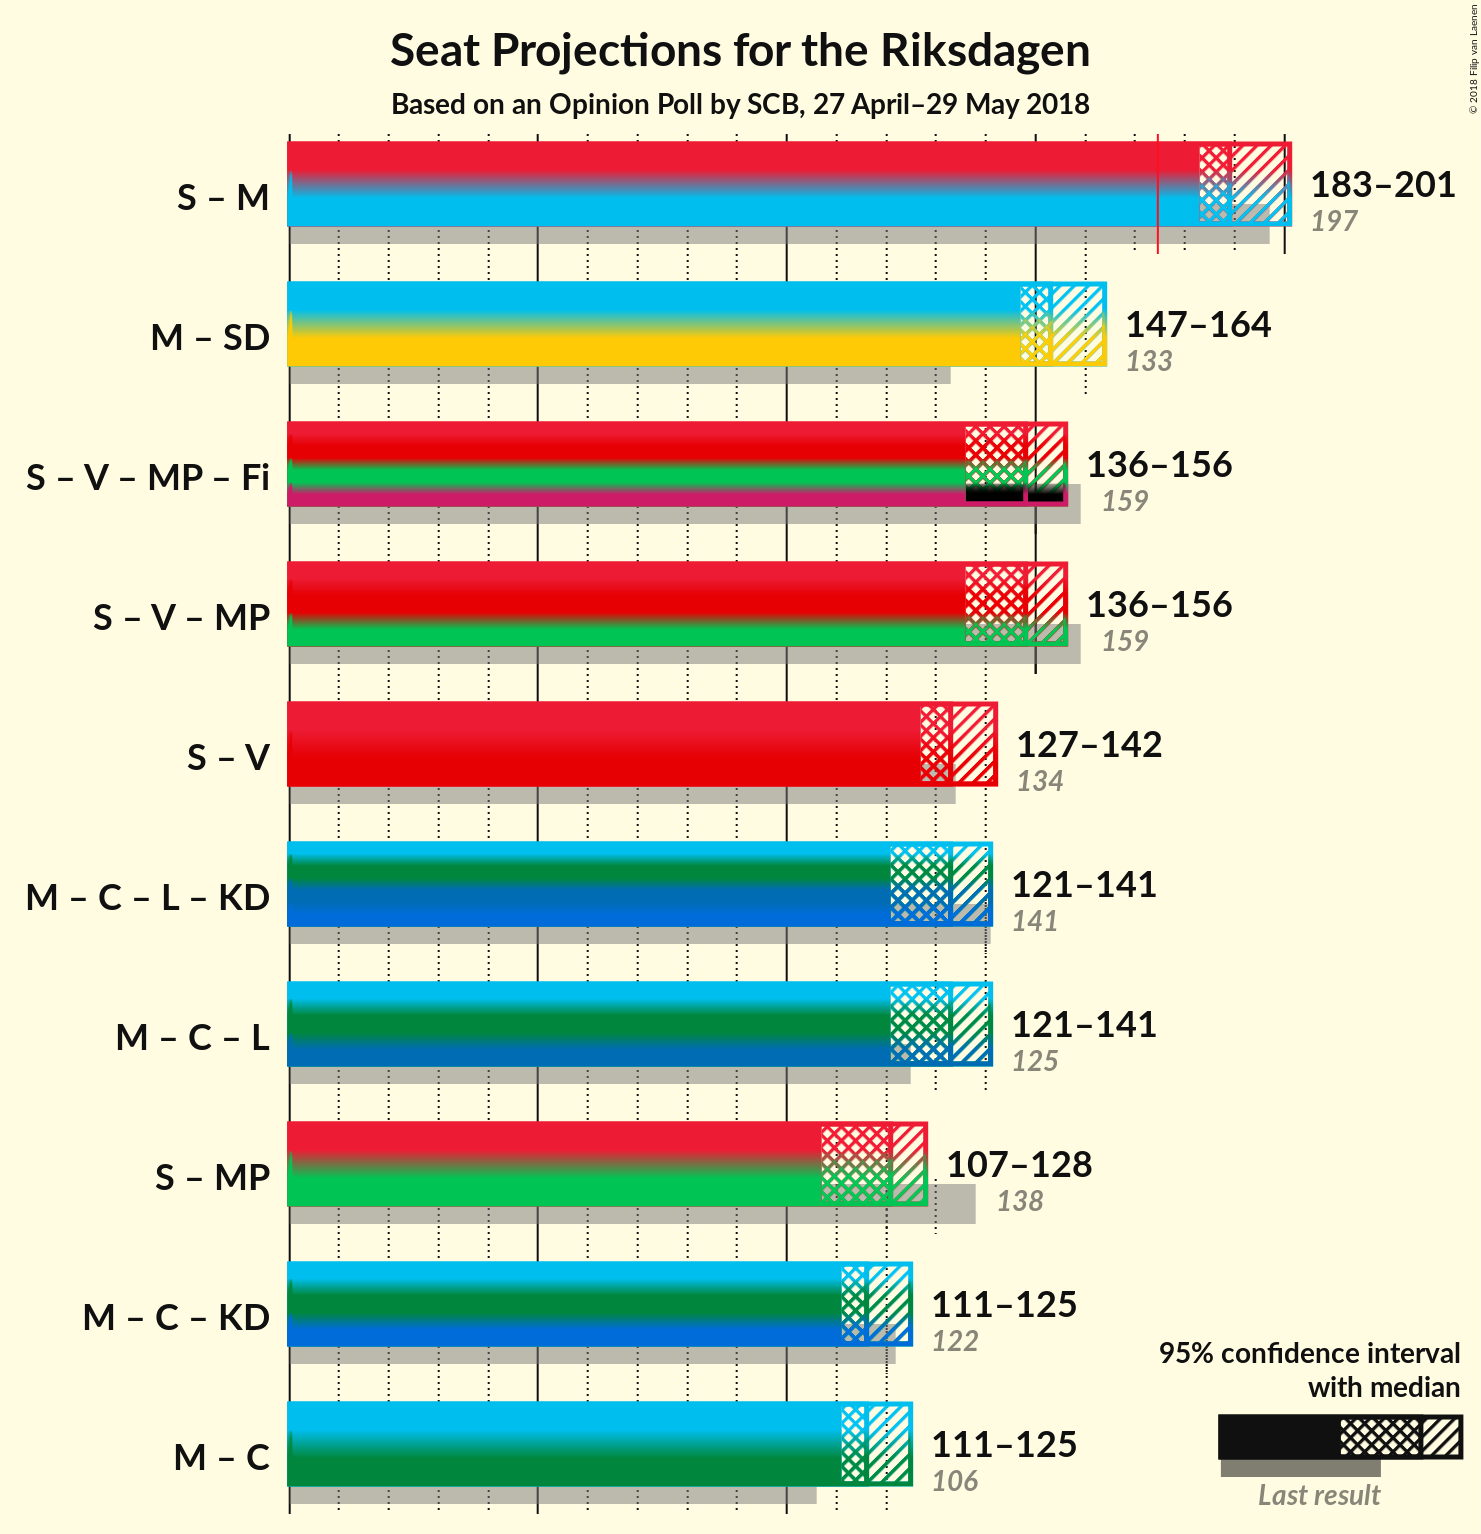 Seat Projections for the Riksdagen
Based on an Opinion Poll by SCB, 27 April–29 May 2018
© 2018 Filip van Laenen
S – M
183–201
197
M – SD
147–164
133
S – V – MP – Fi
136–156
159
S – V – MP
136–156
159
S – V
127–142
134
M – C – L – KD
121–141
141
M – C – L
121–141
125
S – MP
107–128
138
M – C – KD
111–125
122
M – C
111–125
106
95% confidence interval
with median
Last result